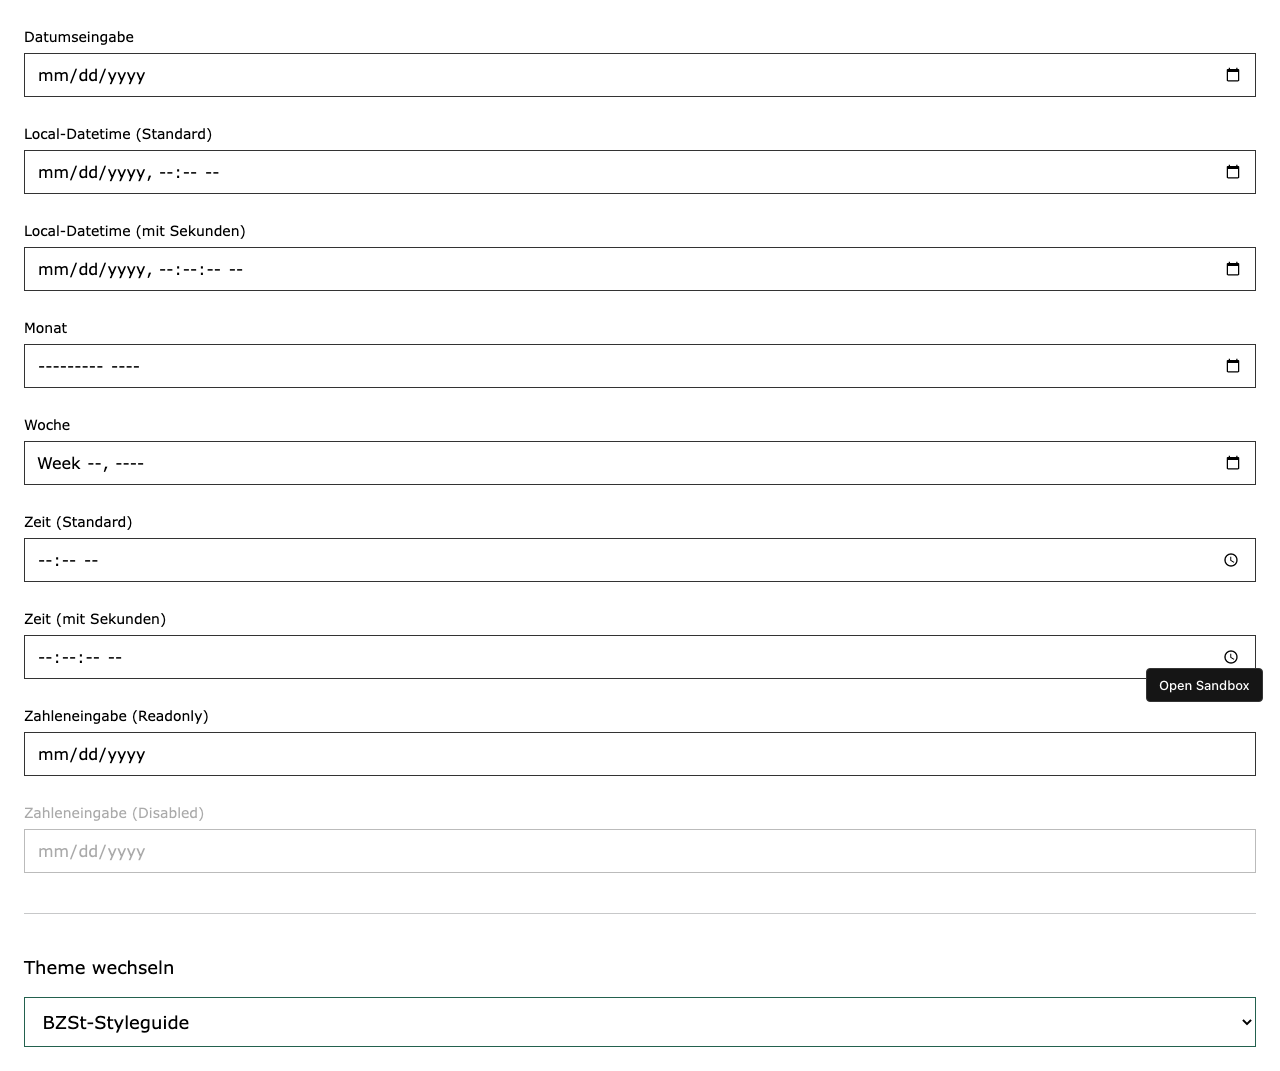 Datumseingabe
mm/dd/yyyy
Local-Datetime (Standard)
mm/dd/yyyy, --:-- --
Local-Datetime (mit Sekunden)
mm/dd/yyyy, --:--:-- --
Monat
--------- ----
Woche
Week --, ----
Zeit (Standard)
--:-- --
Zeit (mit Sekunden)
--:--:-- --
Open Sandbox
Zahleneingabe (Readonly)
mm/dd/yyyy
Zahleneingabe (Disabled)
mm/dd/yyyy
Theme wechseln
BZSt-Styleguide